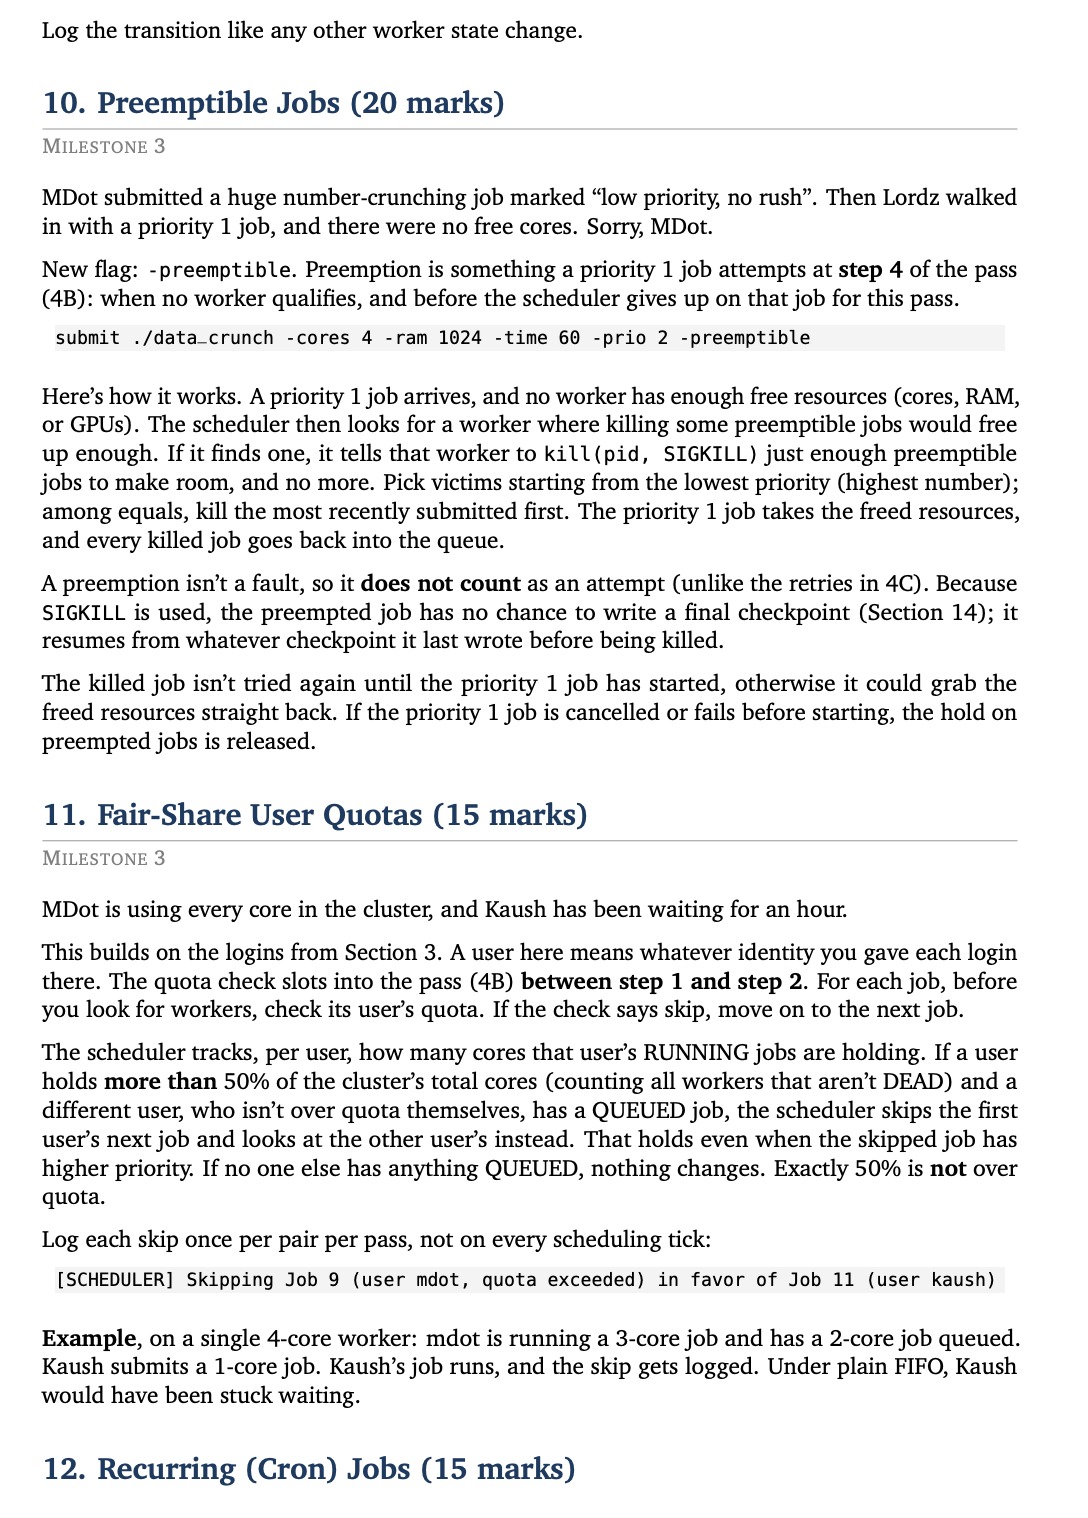 Log the transition like any other worker state change.
10. Preemptible Jobs (20 marks)
MILESTONE 3
MDot submitted a huge number-crunching job marked “low priority, no rush”. Then Lordz walked
in with a priority 1 job, and there were no free cores. Sorry, MDot.
New flag: -preemptible. Preemption is something a priority 1 job attempts at step 4 of the pass
(4B): when no worker qualifies, and before the scheduler gives up on that job for this pass.
submit ./data_crunch -cores 4 -ram 1024 -time 60 -prio 2 -preemptible
Here’s how it works. A priority 1 job arrives, and no worker has enough free resources (cores, RAM,
or GPUs). The scheduler then looks for a worker where killing some preemptible jobs would free
up enough. If it finds one, it tells that worker to kill(pid, SIGKILL) just enough preemptible
jobs to make room, and no more. Pick victims starting from the lowest priority (highest number);
among equals, kill the most recently submitted first. The priority 1 job takes the freed resources,
and every killed job goes back into the queue.
A preemption isn’t a fault, so it does not count as an attempt (unlike the retries in 4C). Because
SIGKILL is used, the preempted job has no chance to write a final checkpoint (Section 14); it
resumes from whatever checkpoint it last wrote before being killed.
The killed job isn’t tried again until the priority 1 job has started, otherwise it could grab the
freed resources straight back. If the priority 1 job is cancelled or fails before starting, the hold on
preempted jobs is released.
11. Fair-Share User Quotas (15 marks)
MILESTONE 3
MDot is using every core in the cluster, and Kaush has been waiting for an hour.
This builds on the logins from Section 3. A user here means whatever identity you gave each login
there. The quota check slots into the pass (4B) between step 1 and step 2. For each job, before
you look for workers, check its user’s quota. If the check says skip, move on to the next job.
The scheduler tracks, per user, how many cores that user’s RUNNING jobs are holding. If a user
holds more than 50% of the cluster’s total cores (counting all workers that aren’t DEAD) and a
different user, who isn’t over quota themselves, has a QUEUED job, the scheduler skips the first
user’s next job and looks at the other user’s instead. That holds even when the skipped job has
higher priority. If no one else has anything QUEUED, nothing changes. Exactly 50% is not over
quota.
Log each skip once per pair per pass, not on every scheduling tick:
[SCHEDULER] Skipping Job 9 (user mdot, quota exceeded) in favor of Job 11 (user kaush)
Example, on a single 4-core worker: mdot is running a 3-core job and has a 2-core job queued.
Kaush submits a 1-core job. Kaush’s job runs, and the skip gets logged. Under plain FIFO, Kaush
would have been stuck waiting.
12. Recurring (Cron) Jobs (15 marks)